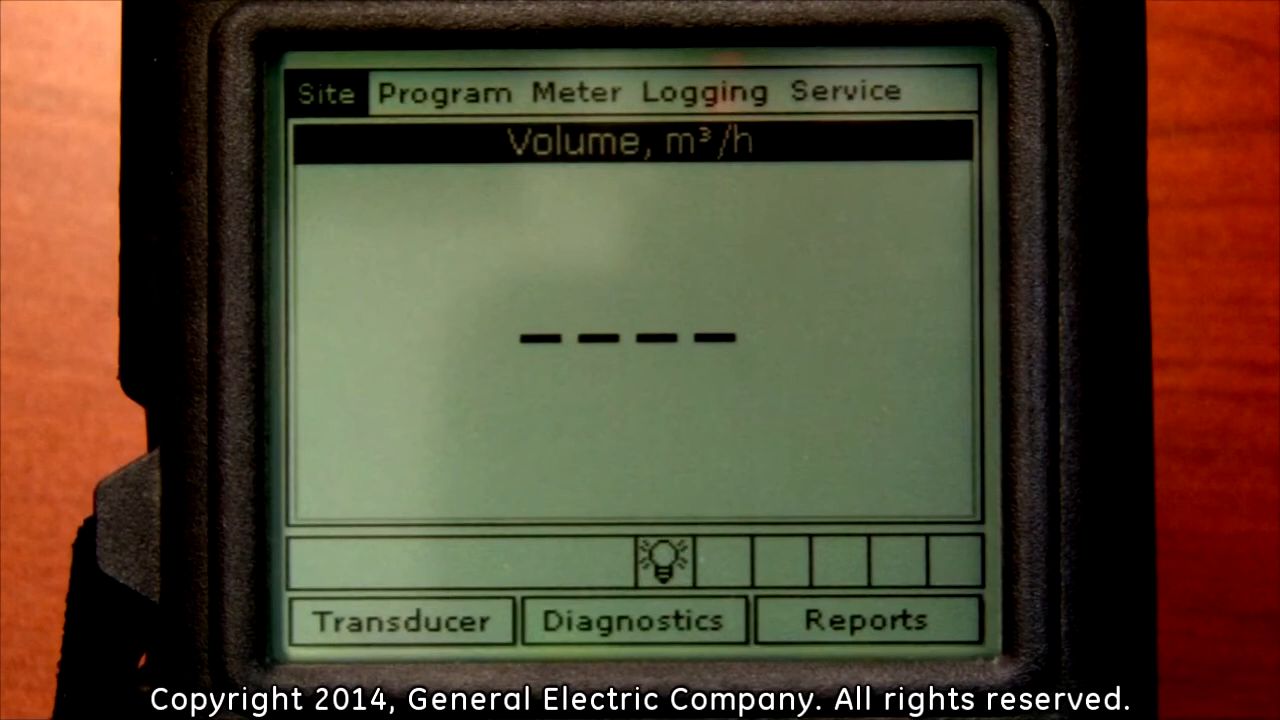 Site Program Meter Logging Service
Volume, m³/h
– – – –
Transducer Diagnostics Reports
Copyright 2014, General Electric Company. All rights reserved.